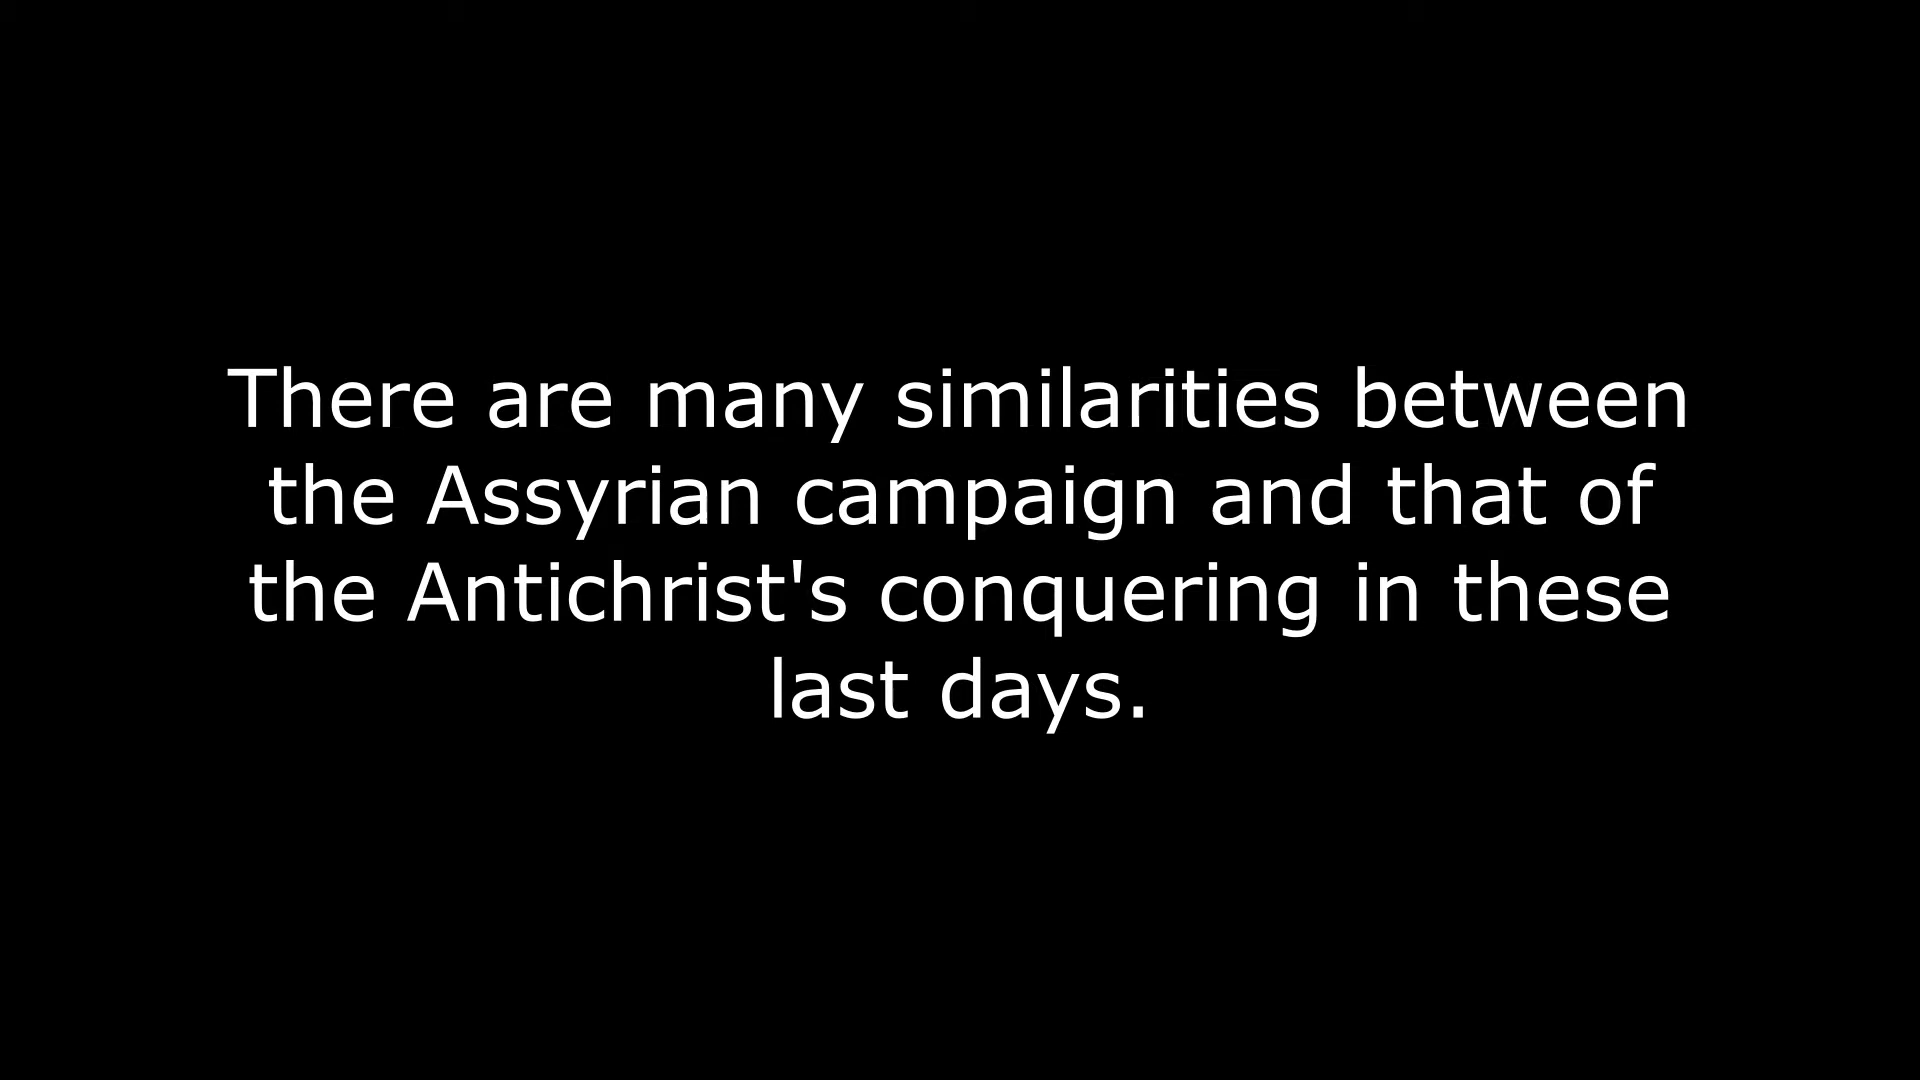 There are many similarities between
the Assyrian campaign and that of
the Antichrist's conquering in these
last days.